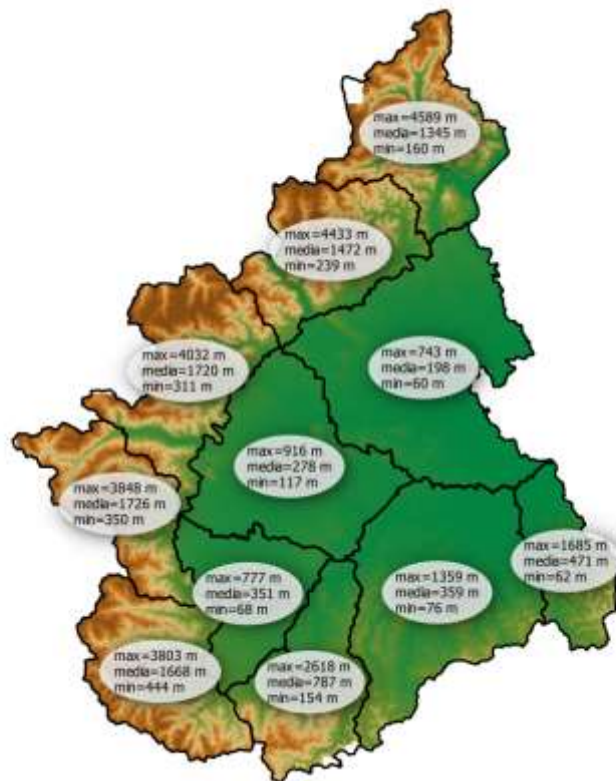 max=4589 m
media=1345 m
min=160 m
max=4433 m
media=1472 m
min=239 m
max=4032 m
media=1720 m
min=311 m
max=743 m
media=198 m
min=60 m
max=916 m
media=278 m
min=117 m
max=3848 m
media=1726 m
min=350 m
max=1685 m
media=471 m
min=62 m
max=777 m
media=351 m
min=68 m
max=1359 m
media=359 m
min=76 m
max=3803 m
media=1668 m
min=444 m
max=2618 m
media=787 m
min=154 m